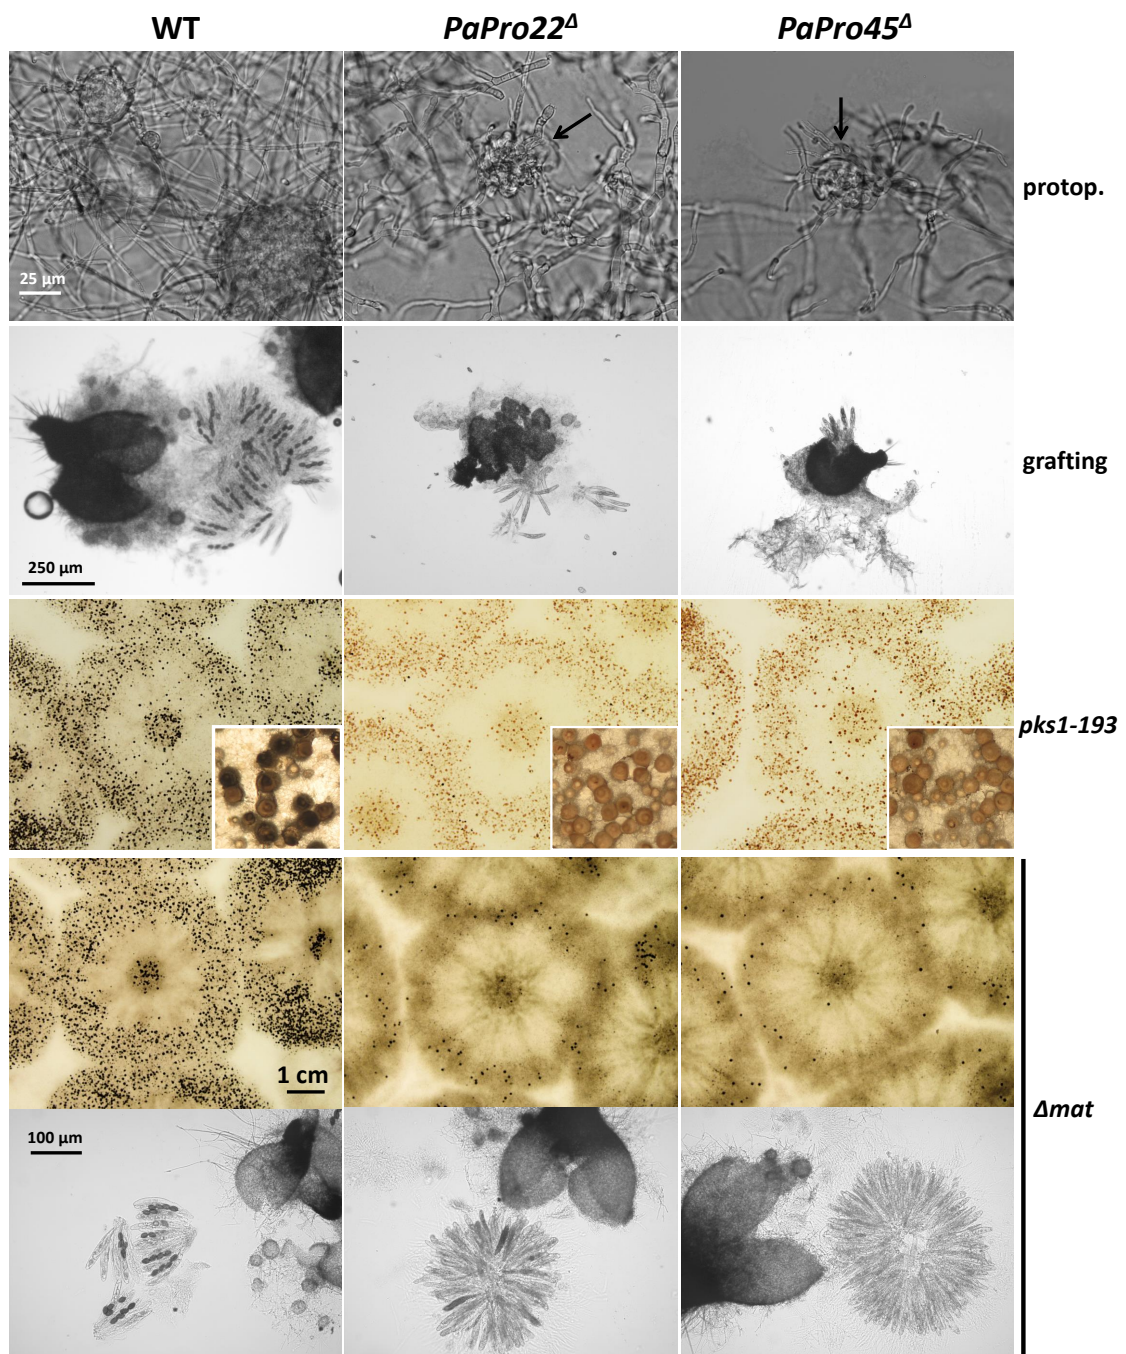 WT
PaPro22Δ
PaPro45Δ
protop.
25 µm
grafting
250 µm
pks1-193
1 cm
Δmat
100 µm